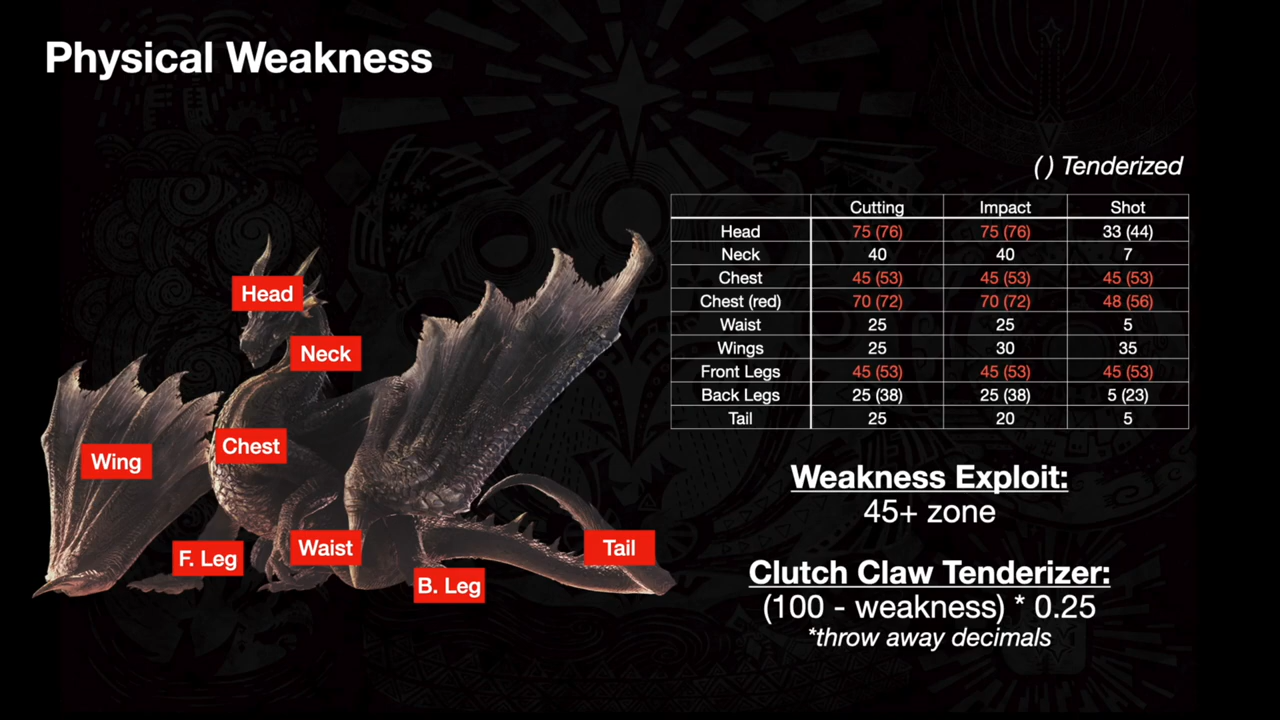 Physical Weakness
( ) Tenderized
Cutting Impact Shot
Head 75 (76) 75 (76) 33 (44)
Neck 40 40 7
Chest 45 (53) 45 (53) 45 (53)
Chest (red) 70 (72) 70 (72) 48 (56)
Waist 25 25 5
Wings 25 30 35
Front Legs 45 (53) 45 (53) 45 (53)
Back Legs 25 (38) 25 (38) 5 (23)
Tail 25 20 5
Head
Neck
Chest
Wing
F. Leg
Waist
B. Leg
Tail
Weakness Exploit:
45+ zone
Clutch Claw Tenderizer:
(100 - weakness) * 0.25
*throw away decimals